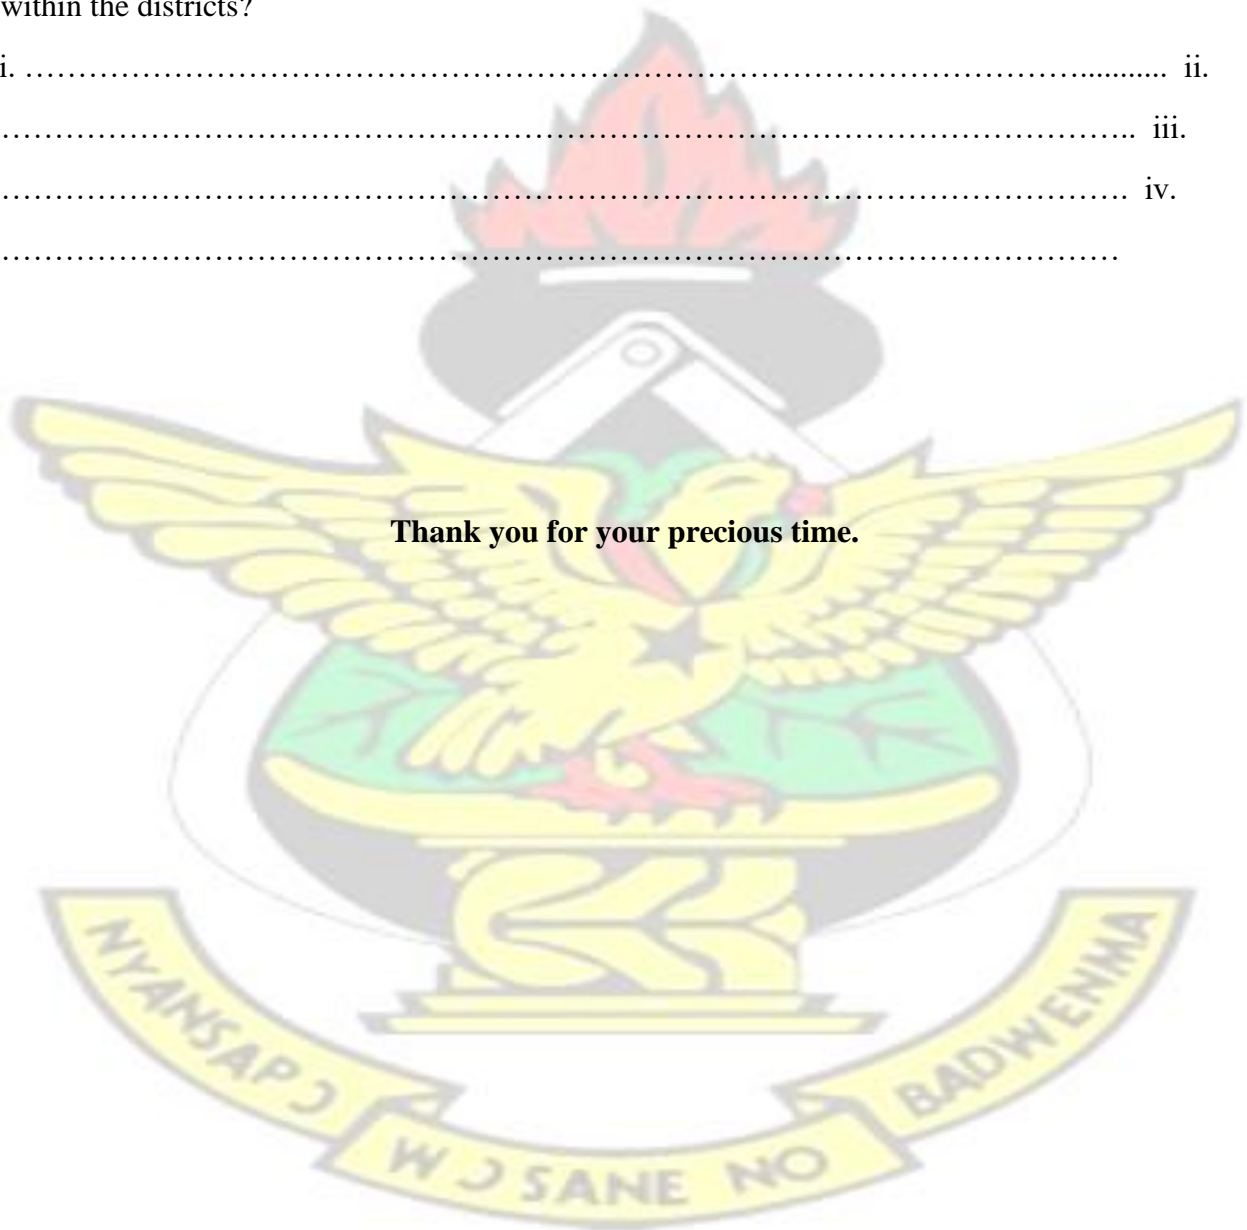 within the districts?
i. ……………………………………………………………………………………........... ii.
…………………………………………………………………………………………….. iii.
……………………………………………………………………………………………. iv.
……………………………………………………………………………………………
Thank you for your precious time.
NYANSAPƆ
WƆSANE NO
BADWENMA